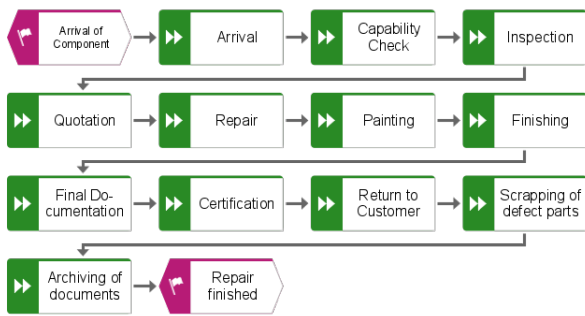 Arrival of
Component
Arrival
Capability
Check
Inspection
Quotation
Repair
Painting
Finishing
Final Do-
cumentation
Certification
Return to
Customer
Scrapping of
defect parts
Archiving of
documents
Repair
finished